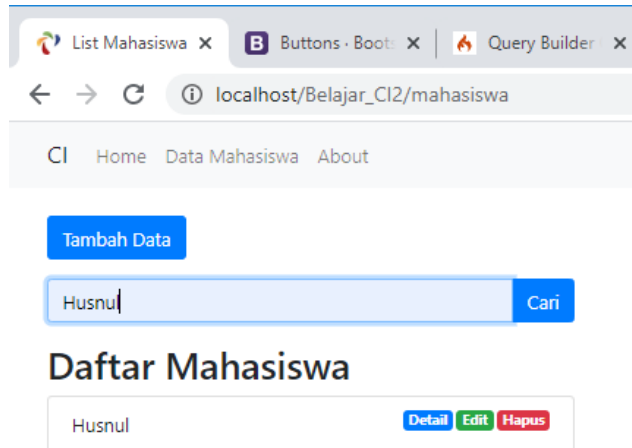 List Mahasiswa Buttons · Boots Query Builder
localhost/Belajar_CI2/mahasiswa
CI Home Data Mahasiswa About
Tambah Data
Husnul Cari
Daftar Mahasiswa
Husnul Detail Edit Hapus